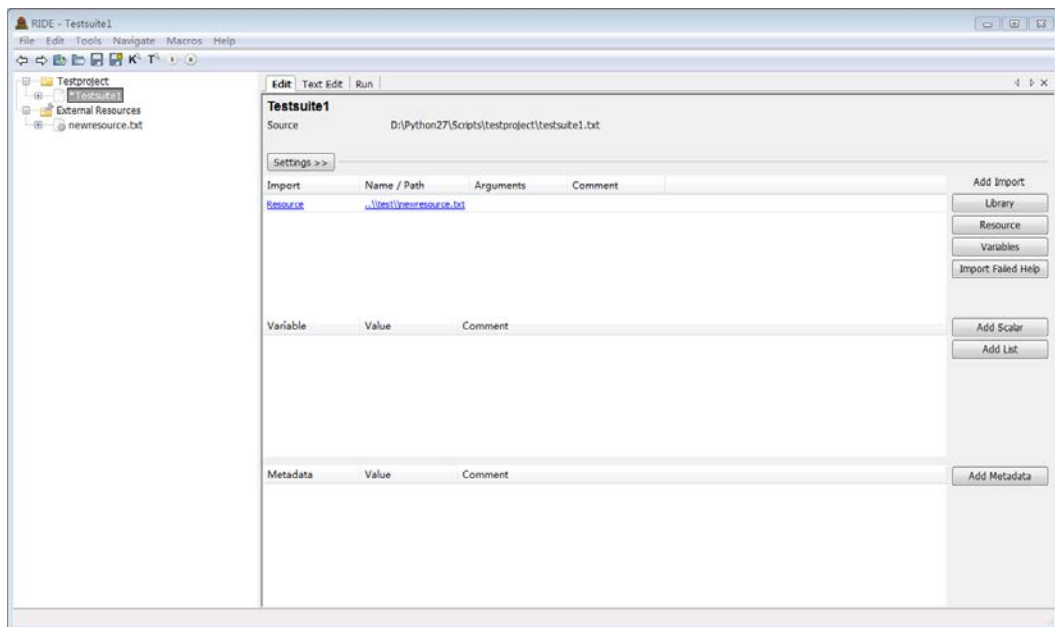 RIDE - Testsuite1
File Edit Tools Navigate Macros Help
Testproject
*Testsuite1
External Resources
newresource.txt
Edit Text Edit Run
Testsuite1
Source D:\Python27\Scripts\testproject\testsuite1.txt
Settings >>
Import Name / Path Arguments Comment Add Import
Resource ..\\test\\newresource.txt Library
Resource
Variables
Import Failed Help
Variable Value Comment Add Scalar
Add List
Metadata Value Comment Add Metadata